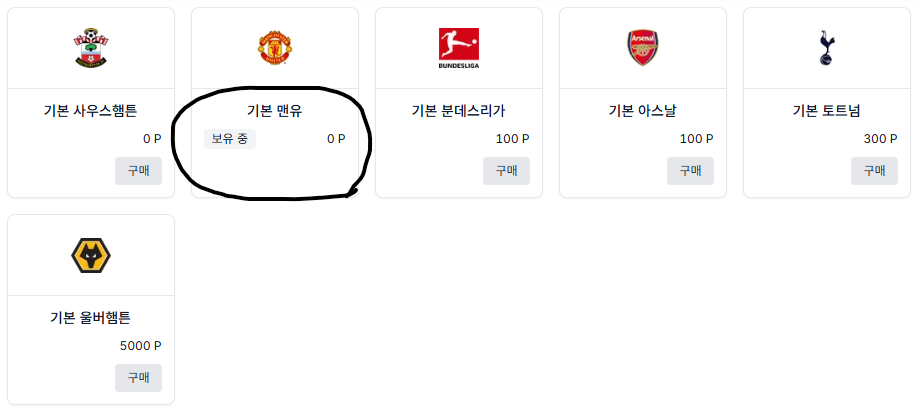 BUNDESLIGA
Arsenal
기본 사우스햄튼
0 P
구매
기본 맨유
보유 중 0 P
기본 분데스리가
100 P
구매
기본 아스날
100 P
구매
기본 토트넘
300 P
구매
기본 울버햄튼
5000 P
구매